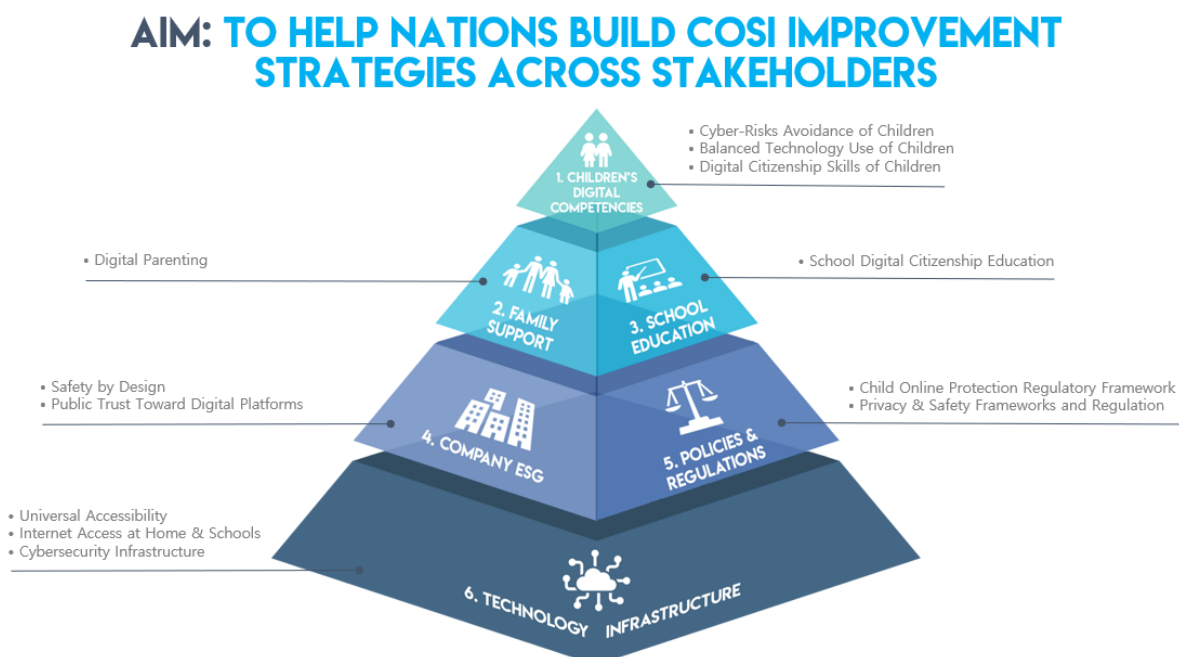 AIM: TO HELP NATIONS BUILD COSI IMPROVEMENT
STRATEGIES ACROSS STAKEHOLDERS
• Cyber-Risks Avoidance of Children
• Balanced Technology Use of Children
• Digital Citizenship Skills of Children
1. CHILDREN'S
DIGITAL
COMPETENCIES
• Digital Parenting
• School Digital Citizenship Education
2. FAMILY
SUPPORT
3. SCHOOL
EDUCATION
• Safety by Design
• Public Trust Toward Digital Platforms
• Child Online Protection Regulatory Framework
• Privacy & Safety Frameworks and Regulation
4. COMPANY ESG
5. POLICIES &
REGULATIONS
• Universal Accessibility
• Internet Access at Home & Schools
• Cybersecurity Infrastructure
6. TECHNOLOGY INFRASTRUCTURE